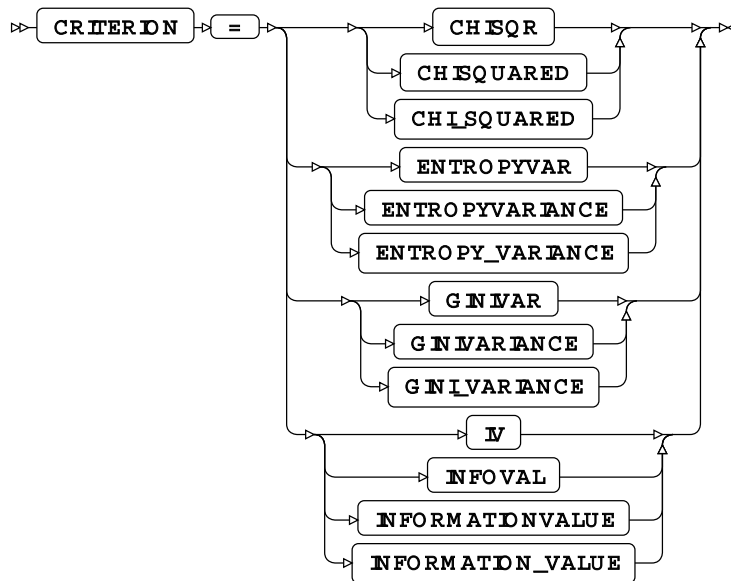 CRITERION = CHISQR
CHISQUARED
CHI_SQUARED
ENTROPYVAR
ENTROPYVARIANCE
ENTROPY_VARIANCE
GINIVAR
GINIVARIANCE
GINI_VARIANCE
IV
INFOVAL
INFORMATIONVALUE
INFORMATION_VALUE